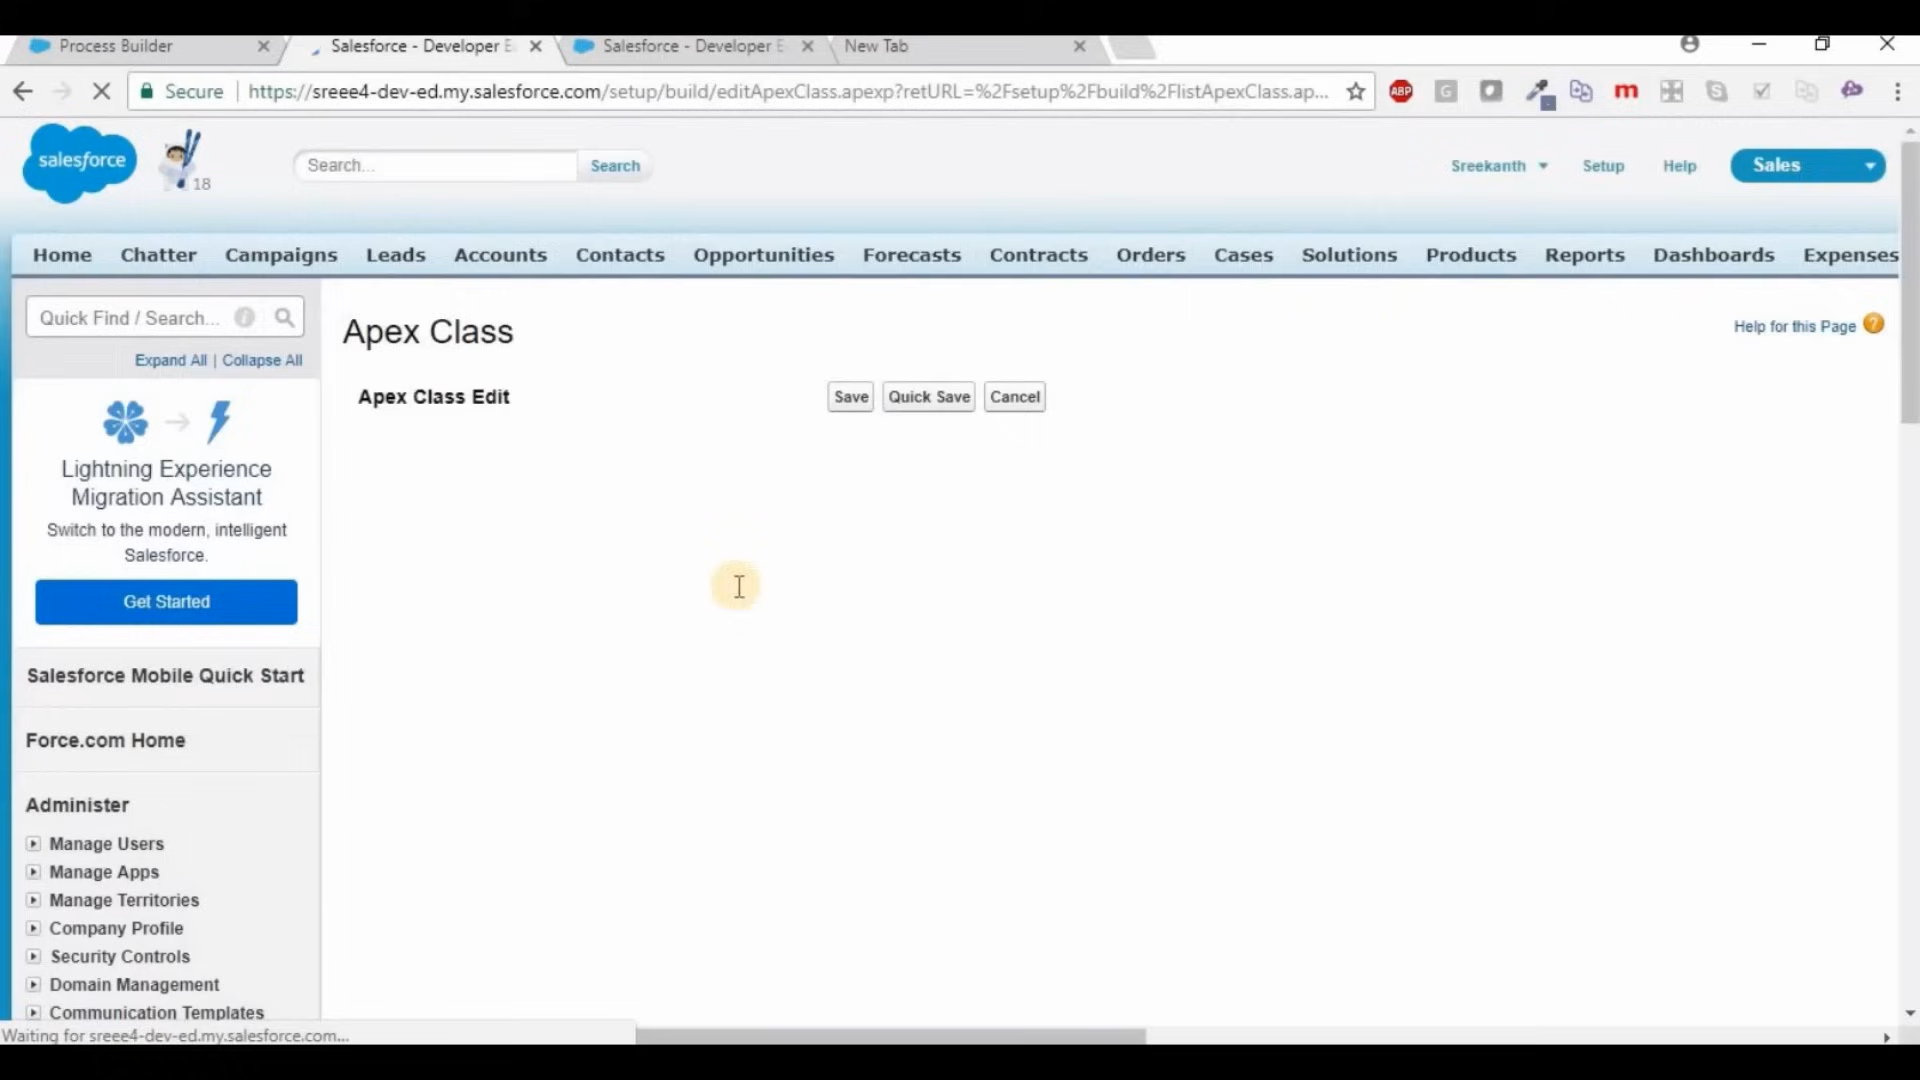 Process Builder
Salesforce - Developer E
Salesforce - Developer E
New Tab
Secure
https://sreee4-dev-ed.my.salesforce.com/setup/build/editApexClass.apexp?retURL=%2Fsetup%2Fbuild%2FlistApexClass.ap...
ABP
G
m
salesforce
18
Search...
Search
Sreekanth
Setup
Help
Sales
Home
Chatter
Campaigns
Leads
Accounts
Contacts
Opportunities
Forecasts
Contracts
Orders
Cases
Solutions
Products
Reports
Dashboards
Expenses
Quick Find / Search...
Expand All | Collapse All
Lightning Experience
Migration Assistant
Switch to the modern, intelligent
Salesforce.
Get Started
Salesforce Mobile Quick Start
Force.com Home
Administer
Manage Users
Manage Apps
Manage Territories
Company Profile
Security Controls
Domain Management
Communication Templates
Apex Class
Help for this Page ?
Apex Class Edit
Save
Quick Save
Cancel
Waiting for sreee4-dev-ed.my.salesforce.com...